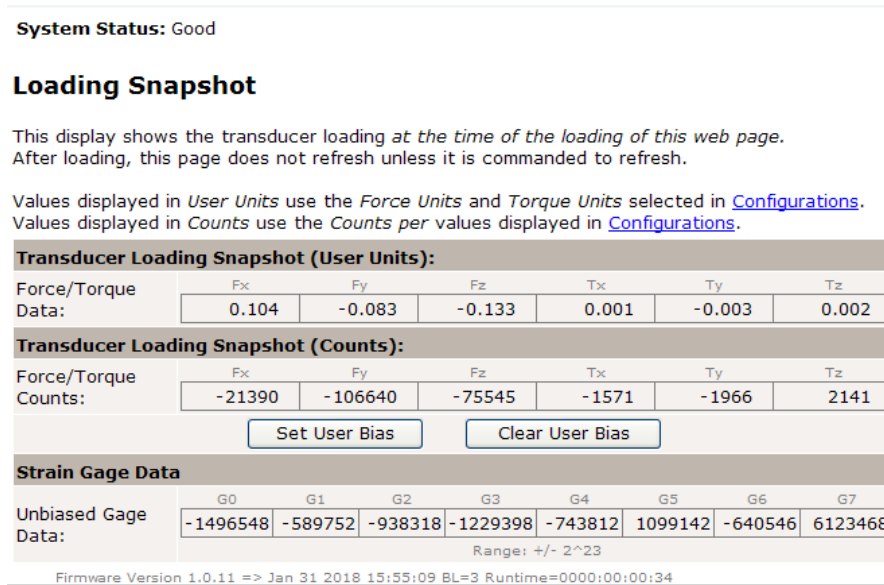 System Status: Good
Loading Snapshot
This display shows the transducer loading at the time of the loading of this web page.
After loading, this page does not refresh unless it is commanded to refresh.
Values displayed in User Units use the Force Units and Torque Units selected in Configurations.
Values displayed in Counts use the Counts per values displayed in Configurations.
Transducer Loading Snapshot (User Units):
Force/Torque Data: Fx Fy Fz Tx Ty Tz
0.104 -0.083 -0.133 0.001 -0.003 0.002
Transducer Loading Snapshot (Counts):
Force/Torque Counts: Fx Fy Fz Tx Ty Tz
-21390 -106640 -75545 -1571 -1966 2141
Set User Bias Clear User Bias
Strain Gage Data
Unbiased Gage Data: G0 G1 G2 G3 G4 G5 G6 G7
-1496548 -589752 -938318 -1229398 -743812 1099142 -640546 6123468
Range: +/- 2^23
Firmware Version 1.0.11 => Jan 31 2018 15:55:09 BL=3 Runtime=0000:00:00:34